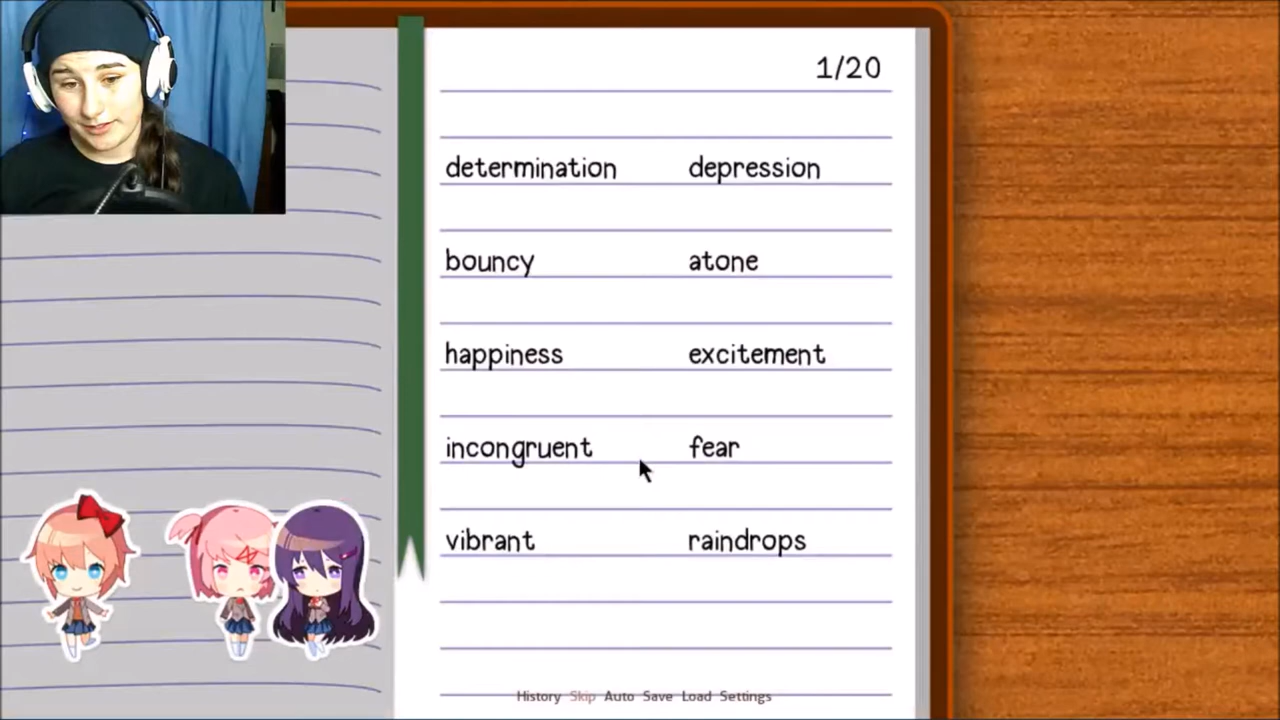 1/20
determination depression
bouncy atone
happiness excitement
incongruent fear
vibrant raindrops
History Skip Auto Save Load Settings